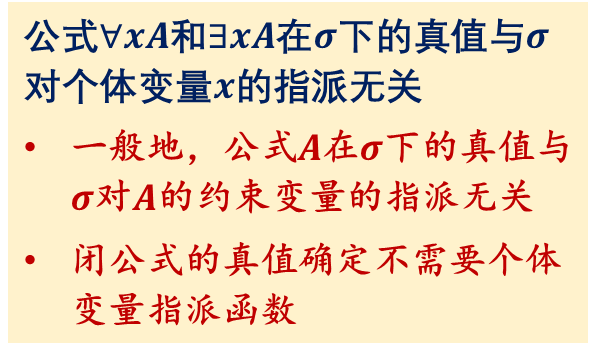 公式∀xA和∃xA在σ下的真值与σ
对个体变量x的指派无关
• 一般地，公式A在σ下的真值与
σ对A的约束变量的指派无关
• 闭公式的真值确定不需要个体
变量指派函数